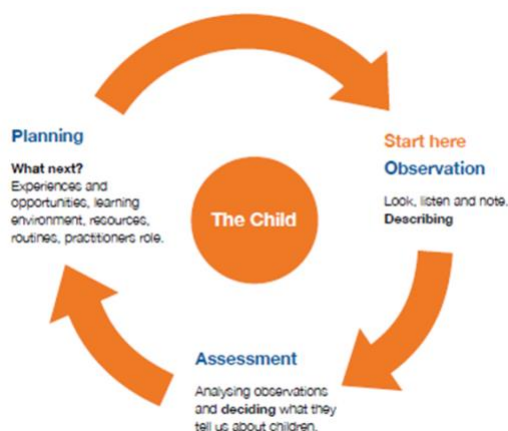 Planning
What next?
Experiences and
opportunities, learning
environment, resources,
routines, practitioners role.
The Child
Start here
Observation
Look, listen and note.
Describing
Assessment
Analysing observations
and deciding what they
tell us about children.